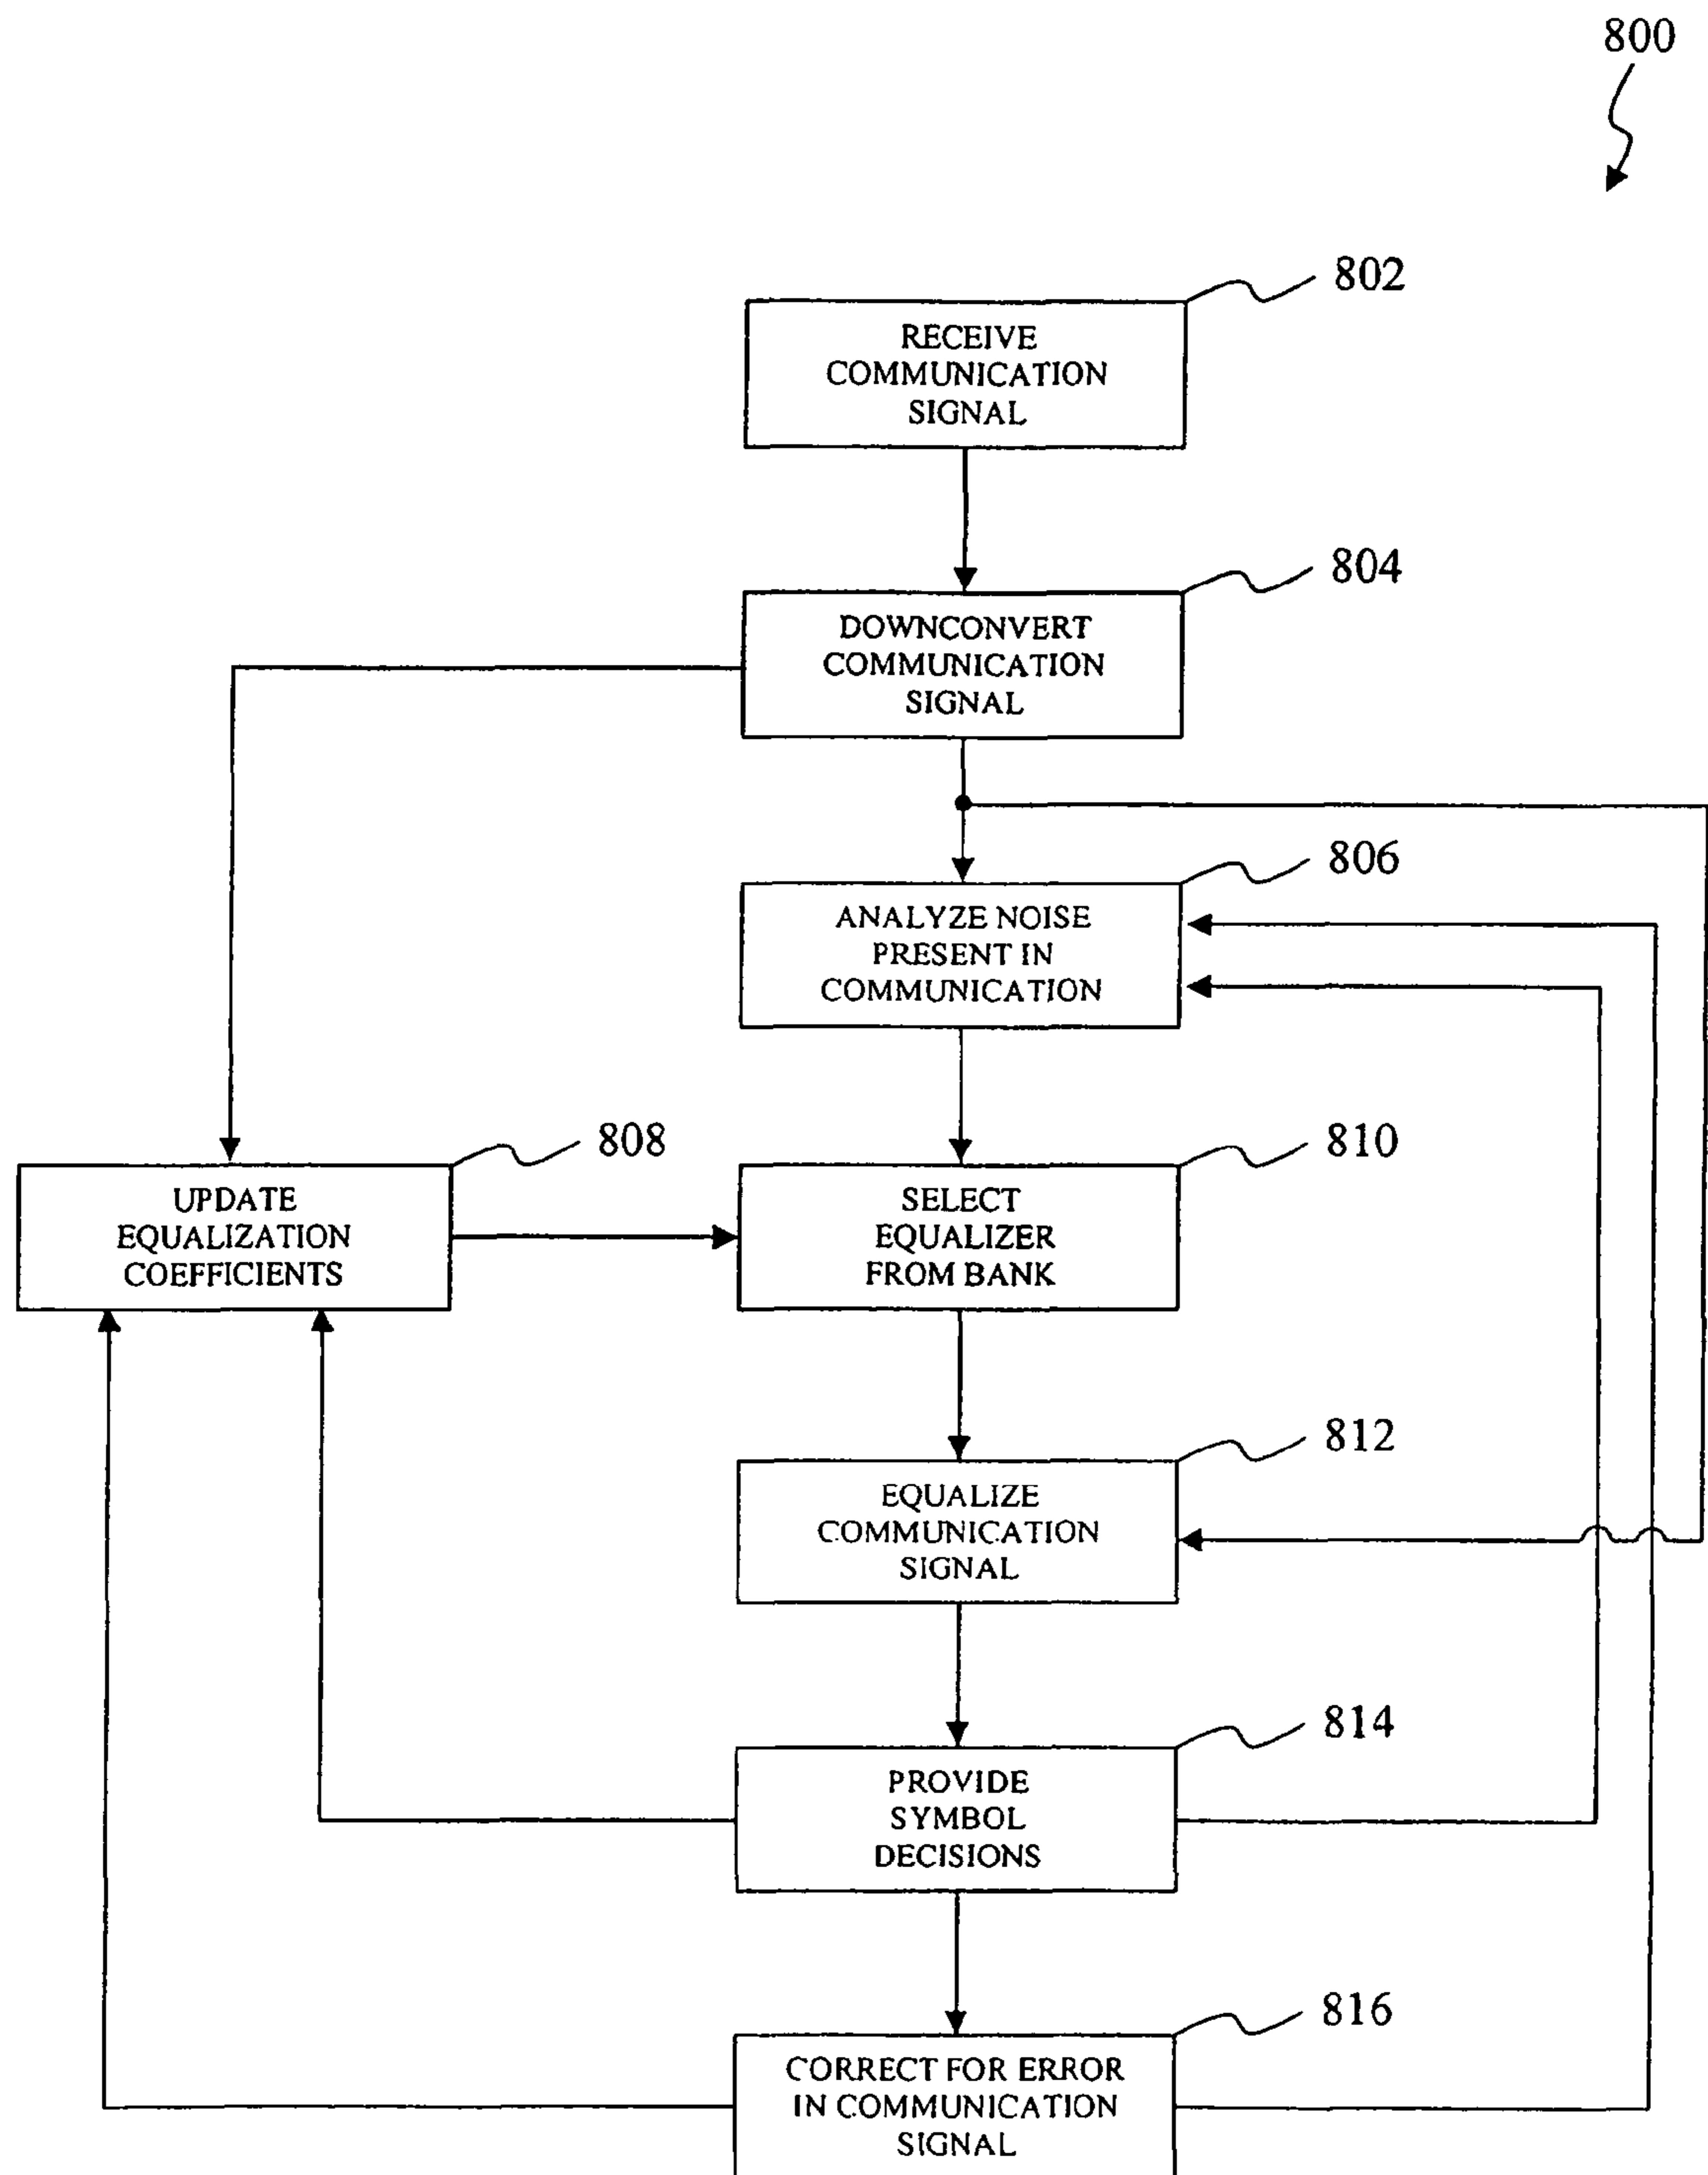 800
802
RECEIVE
COMMUNICATION
SIGNAL
804
DOWNCONVERT
COMMUNICATION
SIGNAL
806
ANALYZE NOISE
PRESENT IN
COMMUNICATION
808
UPDATE
EQUALIZATION
COEFFICIENTS
810
SELECT
EQUALIZER
FROM BANK
812
EQUALIZE
COMMUNICATION
SIGNAL
814
PROVIDE
SYMBOL
DECISIONS
816
CORRECT FOR ERROR
IN COMMUNICATION
SIGNAL